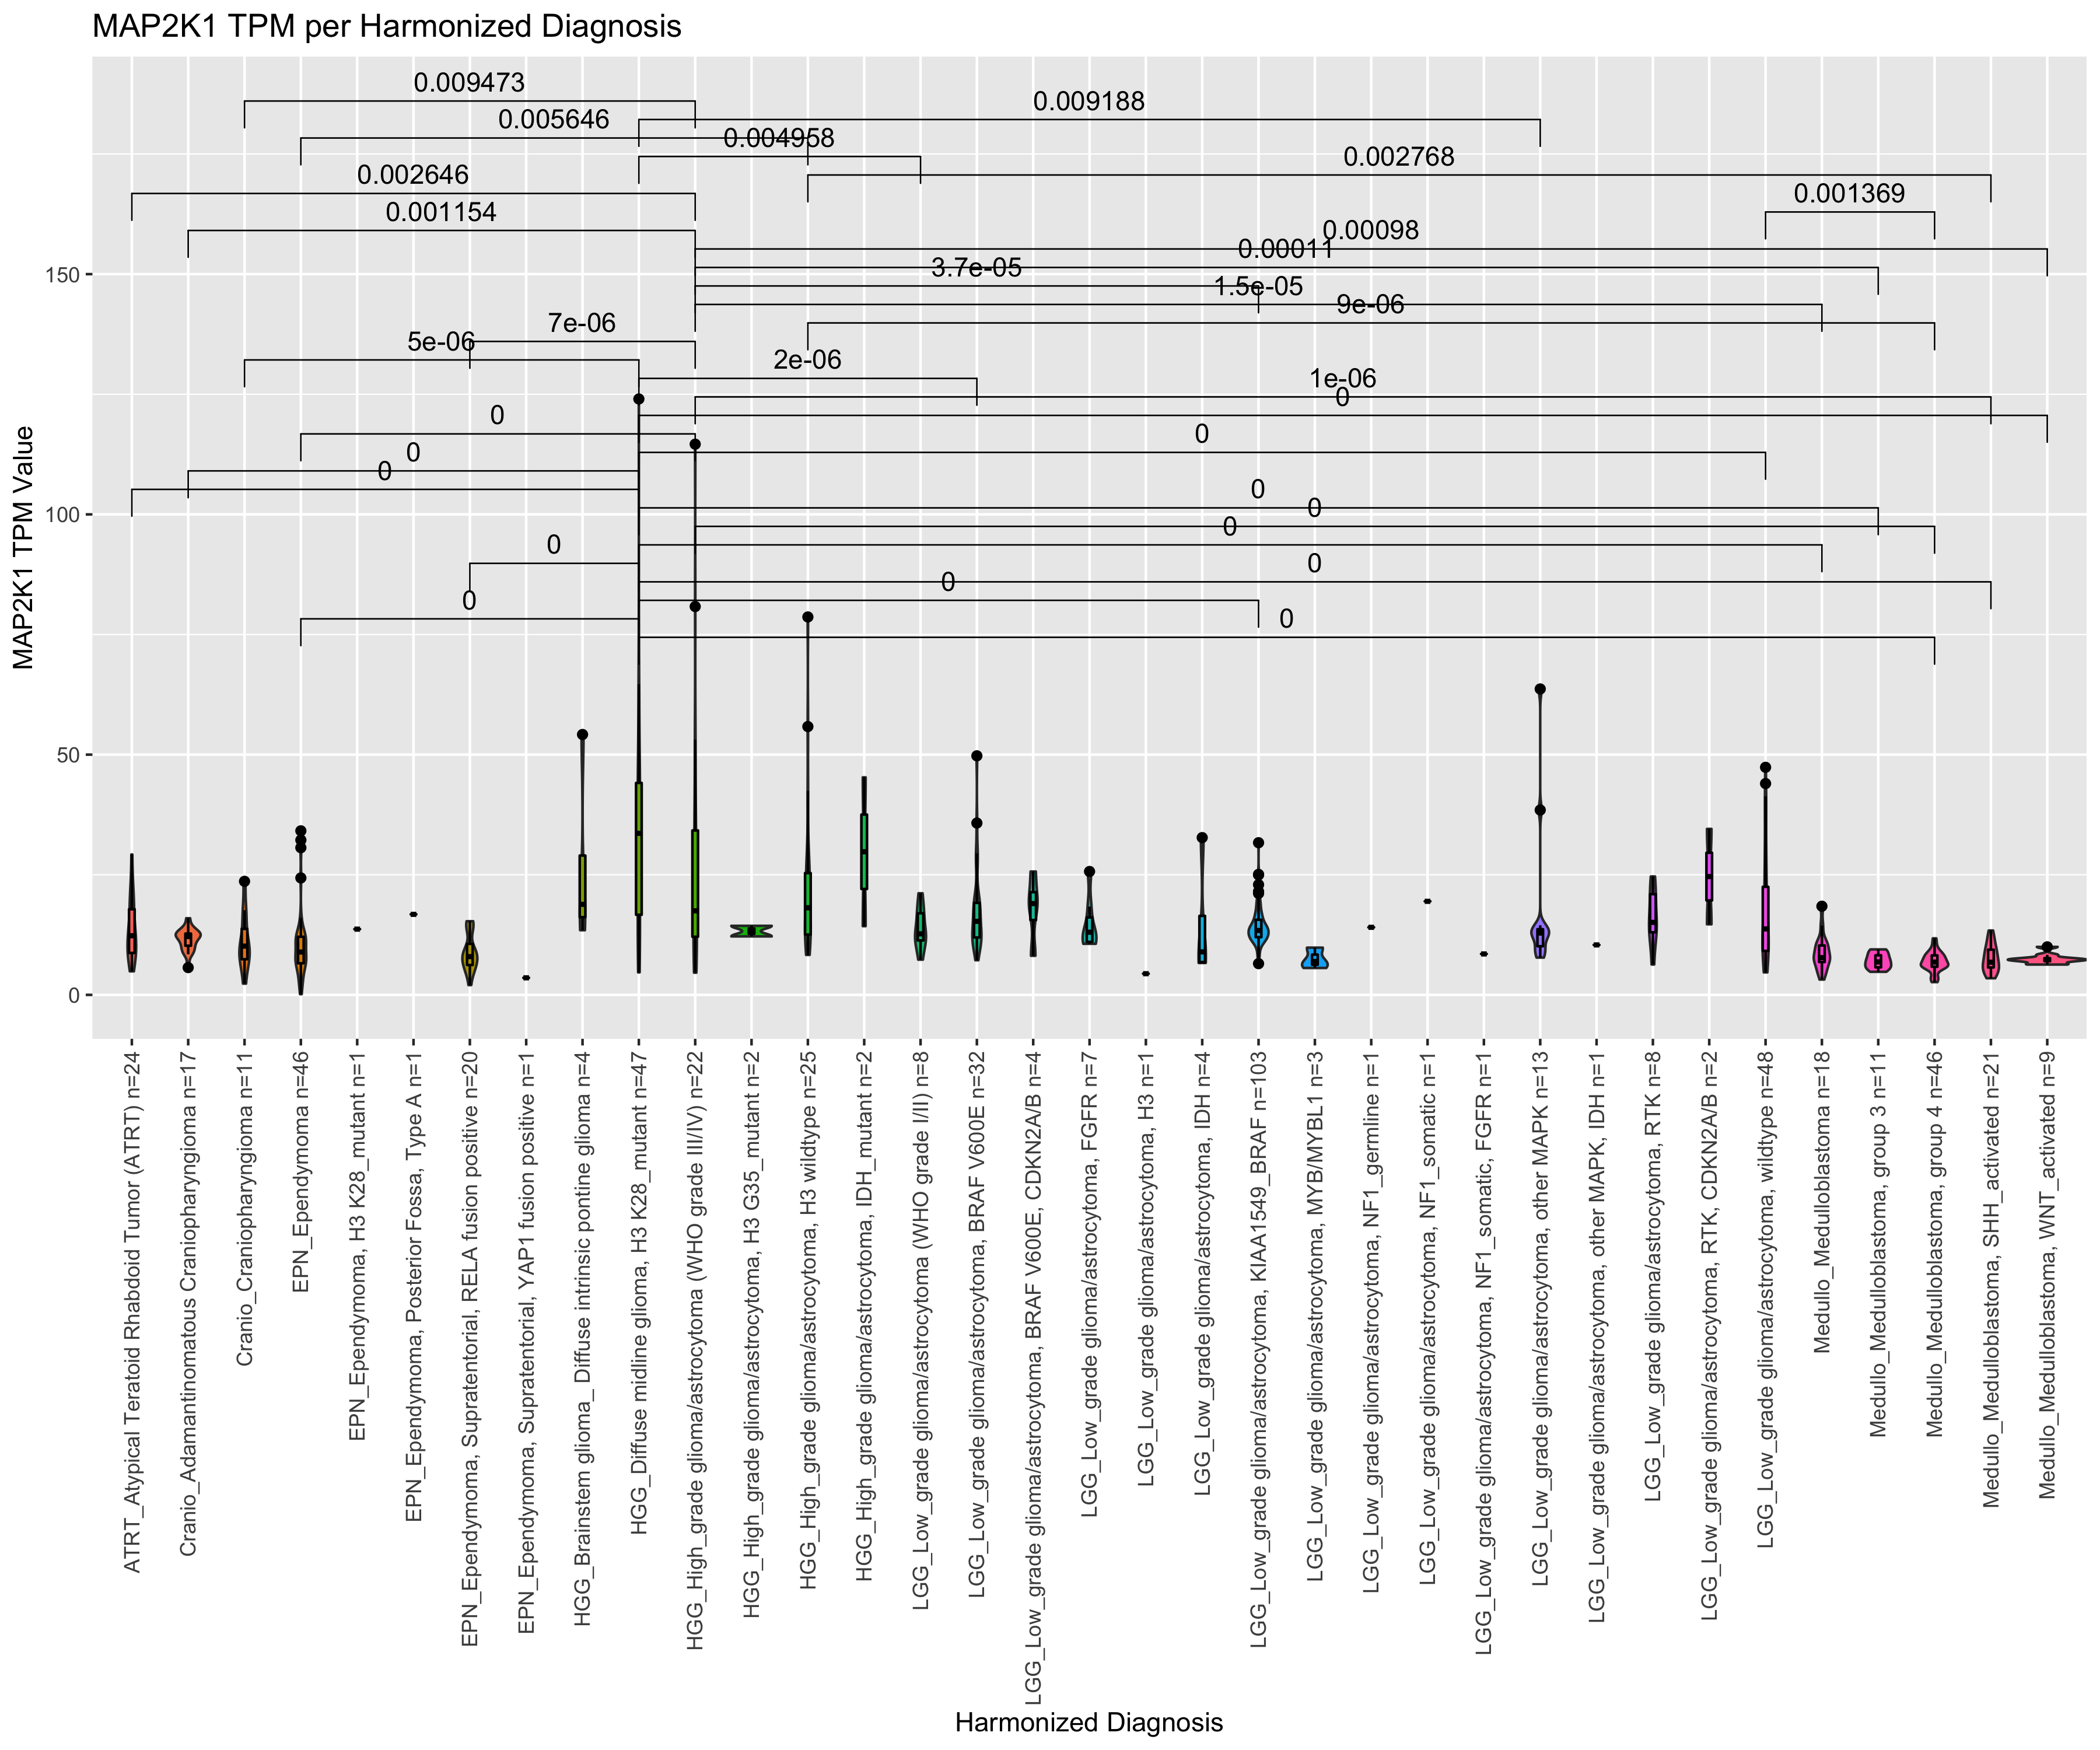 MAP2K1 TPM per Harmonized Diagnosis
0.009473
0.009188
0.005646
0.004958
0.002768
0.002646
0.001369
0.001154
0.00098
0.00011
3.7e-05
1.5e-05
9e-06
7e-06
5e-06
2e-06
1e-06
0
0
0
0
0
0
0
0
0
0
0
0
0
0
MAP2K1 TPM Value
150
100
50
0
ATRT_Atypical Teratoid Rhabdoid Tumor (ATRT) n=24
Cranio_Adamantinomatous Craniopharyngioma n=17
Cranio_Craniopharyngioma n=11
EPN_Ependymoma n=46
EPN_Ependymoma, H3 K28_mutant n=1
EPN_Ependymoma, Posterior Fossa, Type A n=1
EPN_Ependymoma, Supratentorial, RELA fusion positive n=20
EPN_Ependymoma, Supratentorial, YAP1 fusion positive n=1
HGG_Brainstem glioma_ Diffuse intrinsic pontine glioma n=4
HGG_Diffuse midline glioma, H3 K28_mutant n=47
HGG_High_grade glioma/astrocytoma (WHO grade III/IV) n=22
HGG_High_grade glioma/astrocytoma, H3 G35_mutant n=2
HGG_High_grade glioma/astrocytoma, H3 wildtype n=25
HGG_High_grade glioma/astrocytoma, IDH_mutant n=2
LGG_Low_grade glioma/astrocytoma (WHO grade I/II) n=8
LGG_Low_grade glioma/astrocytoma, BRAF V600E n=32
LGG_Low_grade glioma/astrocytoma, BRAF V600E, CDKN2A/B n=4
LGG_Low_grade glioma/astrocytoma, FGFR n=7
LGG_Low_grade glioma/astrocytoma, H3 n=1
LGG_Low_grade glioma/astrocytoma, IDH n=4
LGG_Low_grade glioma/astrocytoma, KIAA1549_BRAF n=103
LGG_Low_grade glioma/astrocytoma, MYB/MYBL1 n=3
LGG_Low_grade glioma/astrocytoma, NF1_germline n=1
LGG_Low_grade glioma/astrocytoma, NF1_somatic n=1
LGG_Low_grade glioma/astrocytoma, NF1_somatic, FGFR n=1
LGG_Low_grade glioma/astrocytoma, other MAPK n=13
LGG_Low_grade glioma/astrocytoma, other MAPK, IDH n=1
LGG_Low_grade glioma/astrocytoma, RTK n=8
LGG_Low_grade glioma/astrocytoma, RTK, CDKN2A/B n=2
LGG_Low_grade glioma/astrocytoma, wildtype n=48
Medullo_Medulloblastoma n=18
Medullo_Medulloblastoma, group 3 n=11
Medullo_Medulloblastoma, group 4 n=46
Medullo_Medulloblastoma, SHH_activated n=21
Medullo_Medulloblastoma, WNT_activated n=9
Harmonized Diagnosis